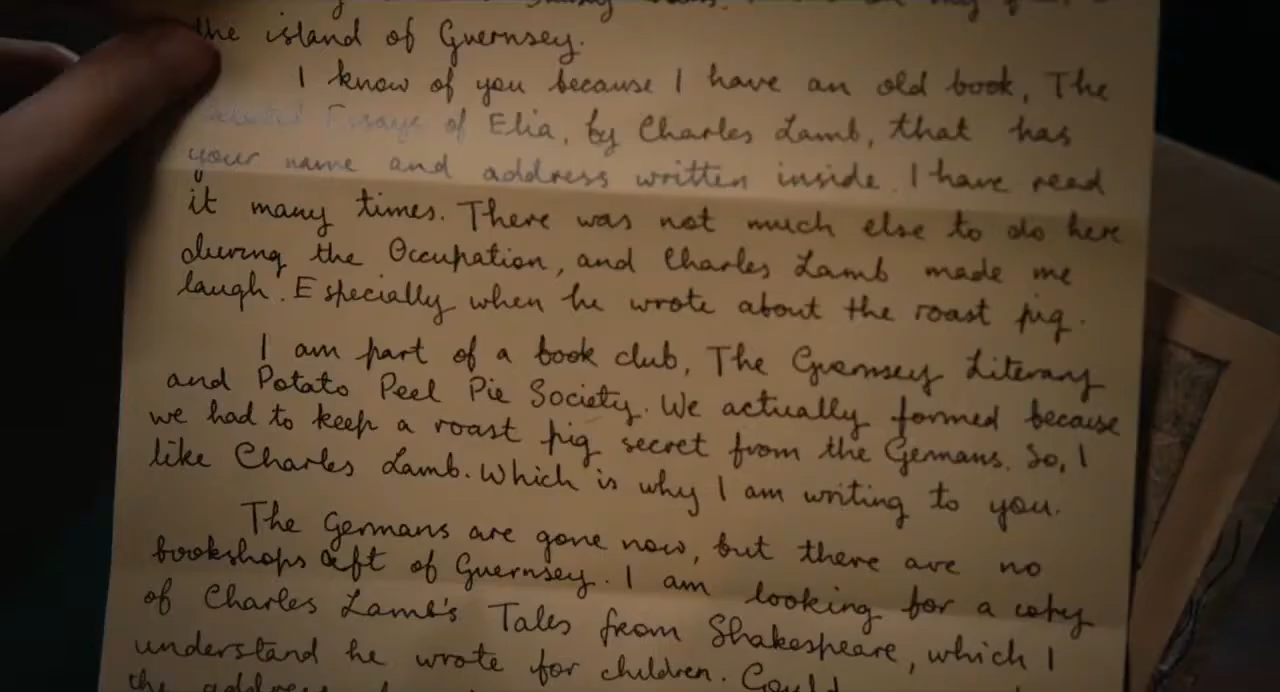 the island of Guernsey.
I know of you because I have an old book, The
Selected Essays of Elia, by Charles Lamb, that has
your name and address written inside. I have read
it many times. There was not much else to do here
during the Occupation, and Charles Lamb made me
laugh. Especially when he wrote about the roast pig.
I am part of a book club, The Guernsey Literary
and Potato Peel Pie Society. We actually formed because
we had to keep a roast pig secret from the Germans. So, I
like Charles Lamb. Which is why I am writing to you.
The Germans are gone now, but there are no
bookshops left of Guernsey. I am looking for a copy
of Charles Lamb's Tales from Shakespeare, which I
understand he wrote for children. Could
the address